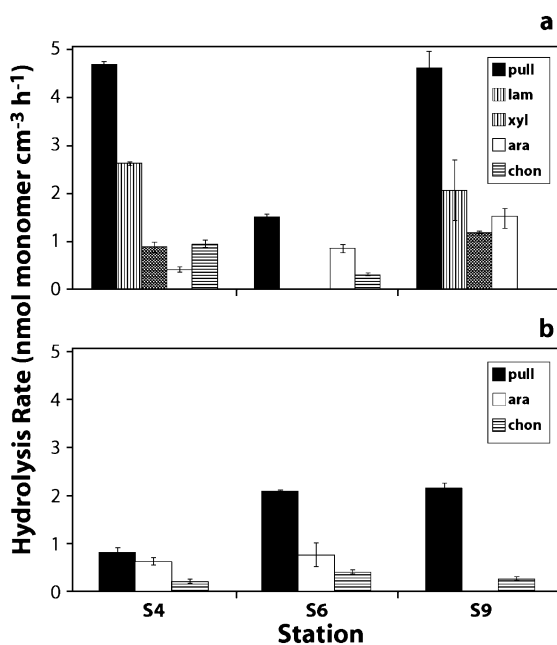 a
5
4
3
2
1
0
pull
lam
xyl
ara
chon
Hydrolysis Rate (nmol monomer cm-3 h-1)
b
5
4
3
2
1
0
pull
ara
chon
S4 S6 S9
Station